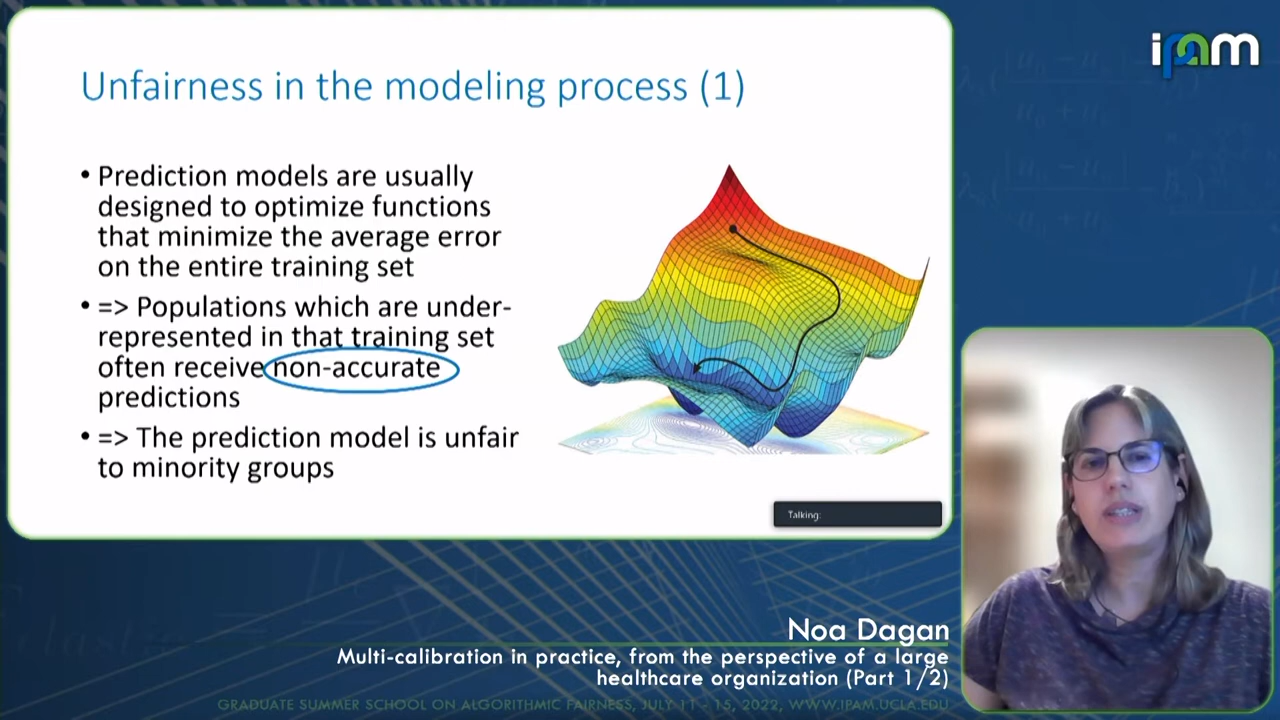 ipam
Unfairness in the modeling process (1)
• Prediction models are usually
designed to optimize functions
that minimize the average error
on the entire training set
• => Populations which are under-
represented in that training set
often receive non-accurate
predictions
• => The prediction model is unfair
to minority groups
Talking:
Noa Dagan
Multi-calibration in practice, from the perspective of a large
healthcare organization (Part 1/2)
GRADUATE SUMMER SCHOOL ON ALGORITHMIC FAIRNESS, JULY 11 - 15, 2022, WWW.IPAM.UCLA.EDU